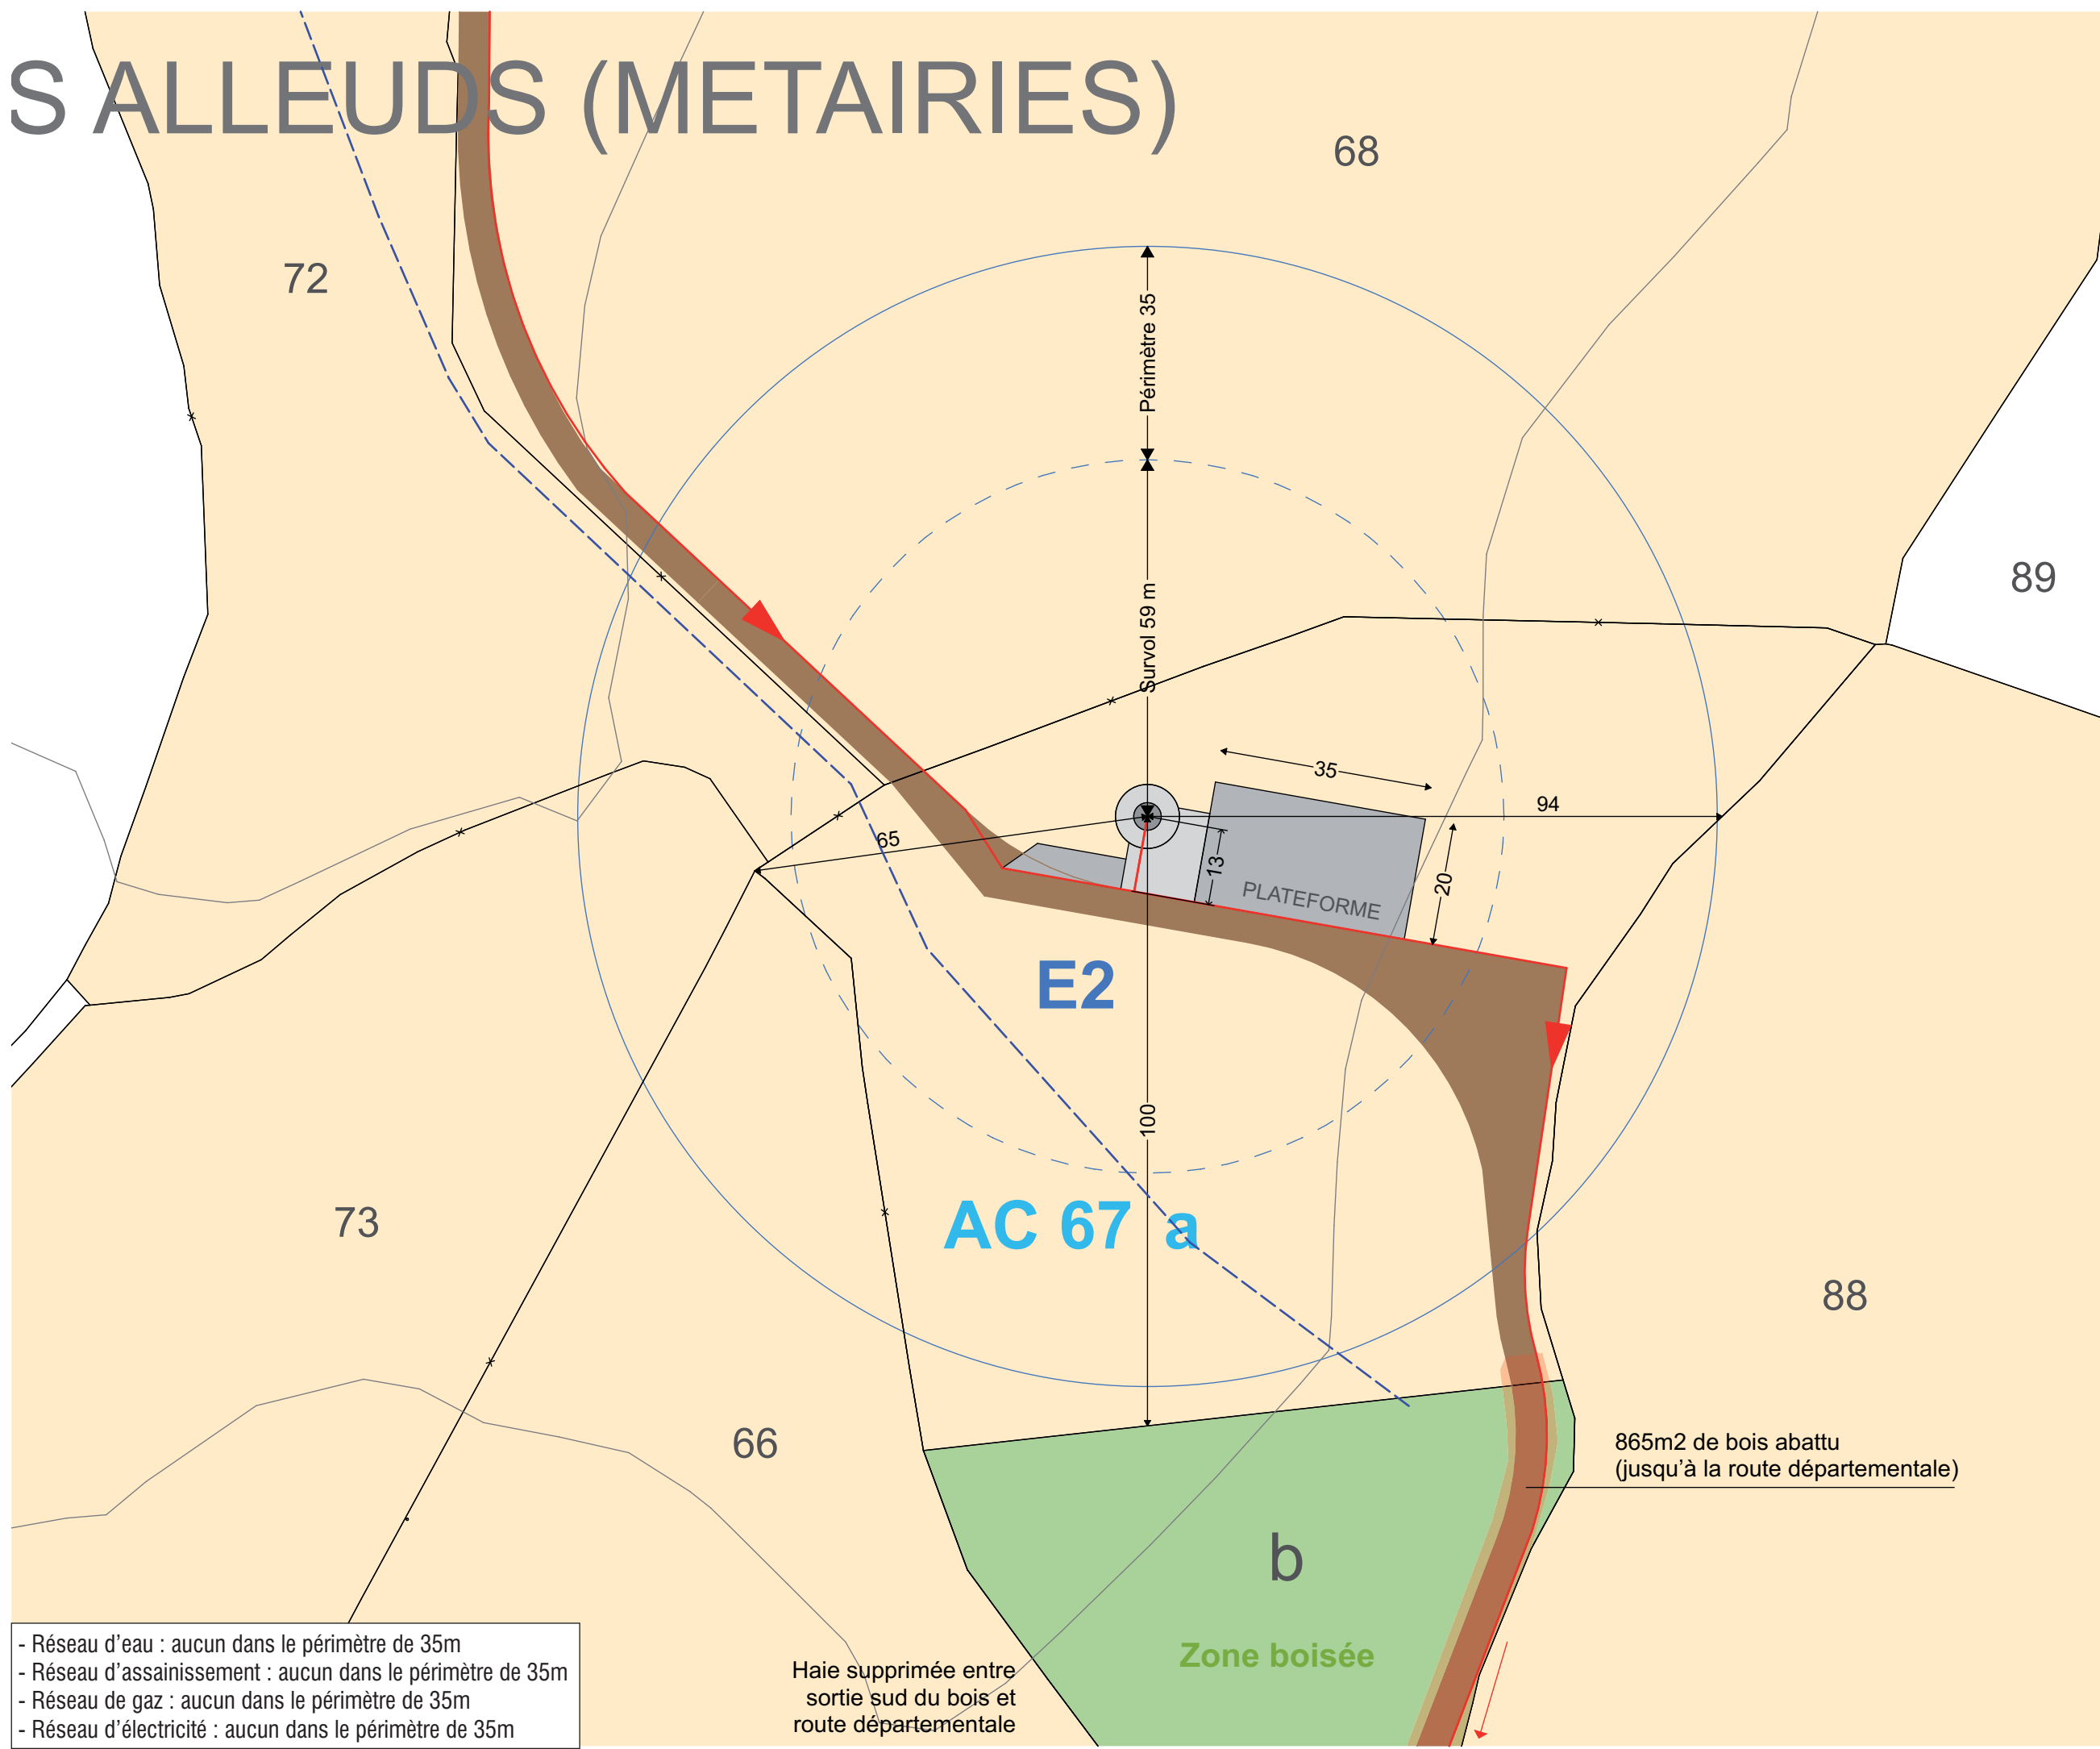 S ALLEUDS (METAIRIES)
68
72
Périmètre 35
89
Survol 59 m
35
94
65
13
20
PLATEFORME
E2
100
AC 67 a
73
88
66
865m2 de bois abattu
(jusqu'à la route départementale)
b
Zone boisée
Haie supprimée entre
sortie sud du bois et
route départementale
- Réseau d'eau : aucun dans le périmètre de 35m
- Réseau d'assainissement : aucun dans le périmètre de 35m
- Réseau de gaz : aucun dans le périmètre de 35m
- Réseau d'électricité : aucun dans le périmètre de 35m